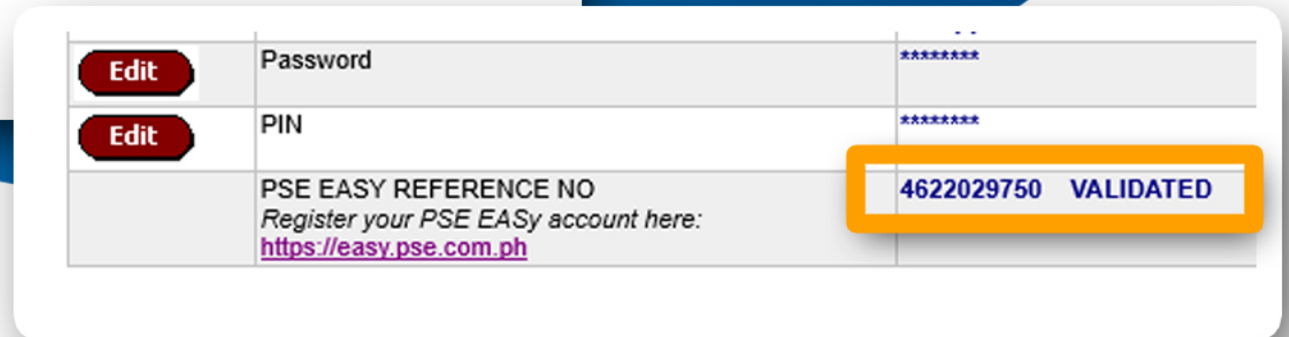 Edit Password ********
Edit PIN ********
PSE EASY REFERENCE NO 4622029750 VALIDATED
Register your PSE EASy account here:
https://easy.pse.com.ph